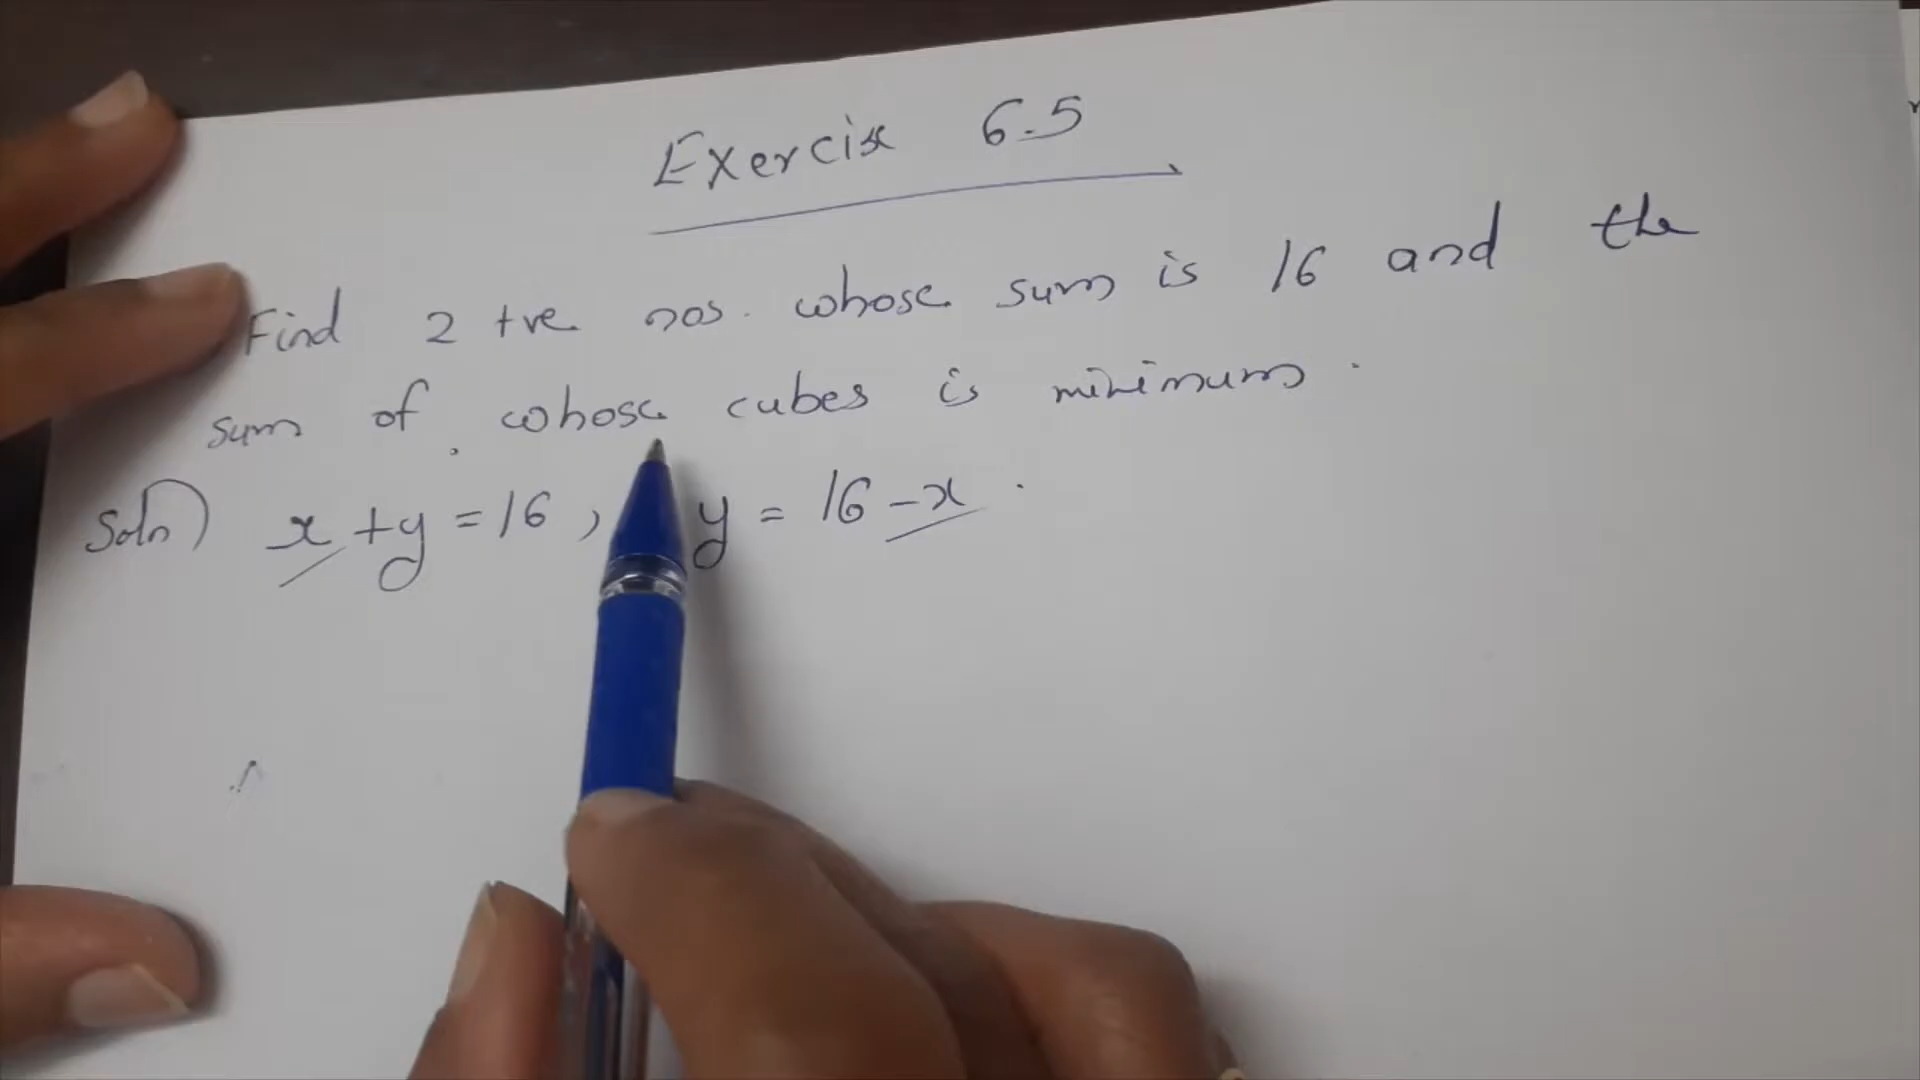 Exercise 6.5
Find 2 +ve nos. whose sum is 16 and the
sum of whose cubes is minimum.
Soln) x + y = 16, y = 16 - x.